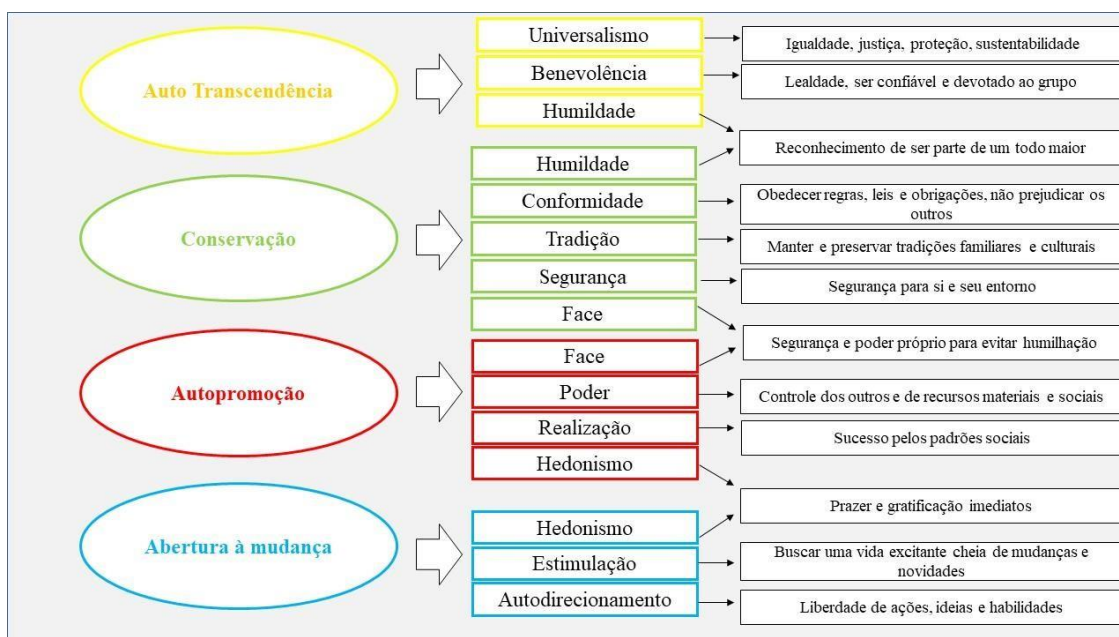 Auto Transcendência
Universalismo
Igualdade, justiça, proteção, sustentabilidade
Benevolência
Lealdade, ser confiável e devotado ao grupo
Humildade
Reconhecimento de ser parte de um todo maior
Conservação
Humildade
Conformidade
Obedecer regras, leis e obrigações, não prejudicar os
outros
Tradição
Manter e preservar tradições familiares e culturais
Segurança
Segurança para si e seu entorno
Face
Segurança e poder próprio para evitar humilhação
Autopromoção
Face
Poder
Controle dos outros e de recursos materiais e sociais
Realização
Sucesso pelos padrões sociais
Hedonismo
Prazer e gratificação imediatos
Abertura à mudança
Hedonismo
Estimulação
Buscar uma vida excitante cheia de mudanças e
novidades
Autodirecionamento
Liberdade de ações, ideias e habilidades